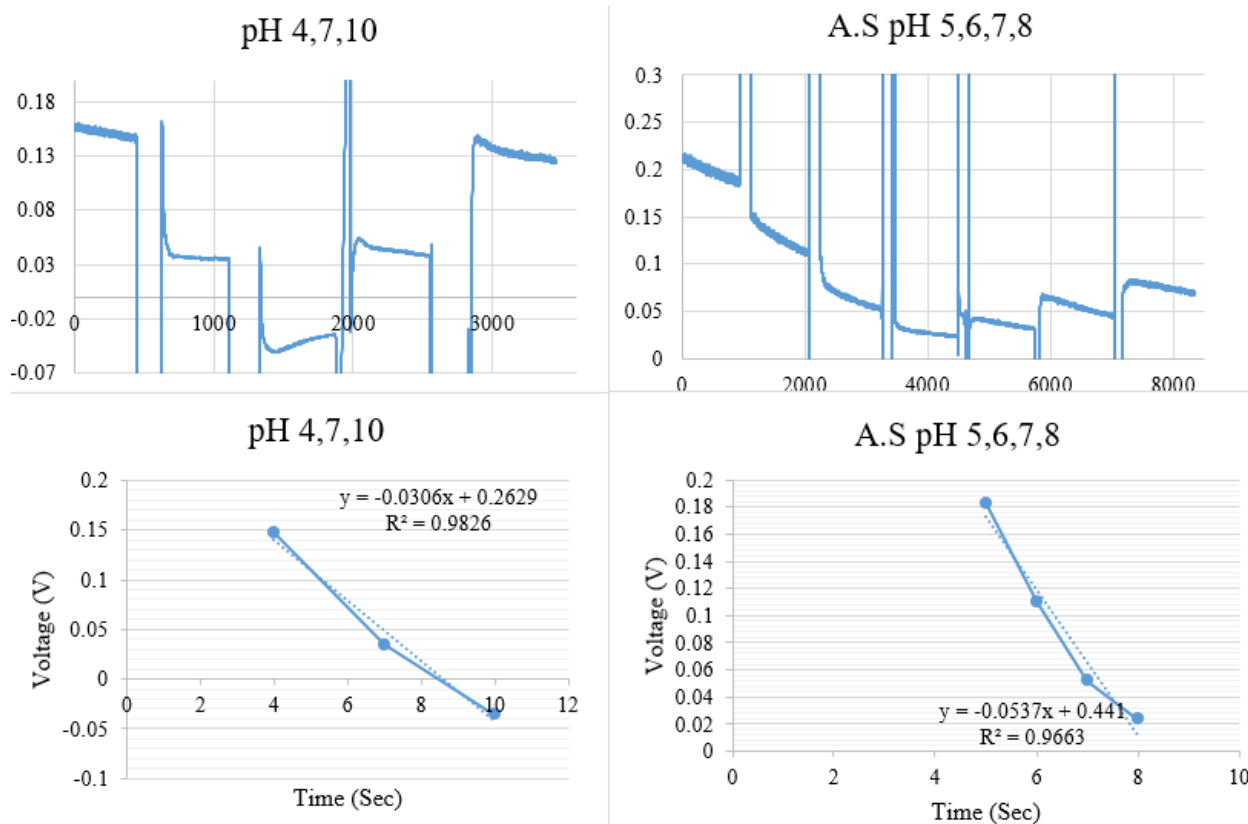 pH 4,7,10
0.18
0.13
0.08
0.03
-0.02
-0.07
0 1000 2000 3000
A.S pH 5,6,7,8
0.3
0.25
0.2
0.15
0.1
0.05
0
0 2000 4000 6000 8000
pH 4,7,10
y = -0.0306x + 0.2629
R² = 0.9826
Voltage (V)
0.2
0.15
0.1
0.05
0
-0.05
-0.1
0 2 4 6 8 10 12
Time (Sec)
A.S pH 5,6,7,8
y = -0.0537x + 0.441
R² = 0.9663
Voltage (V)
0.2
0.18
0.16
0.14
0.12
0.1
0.08
0.06
0.04
0.02
0
0 2 4 6 8 10
Time (Sec)